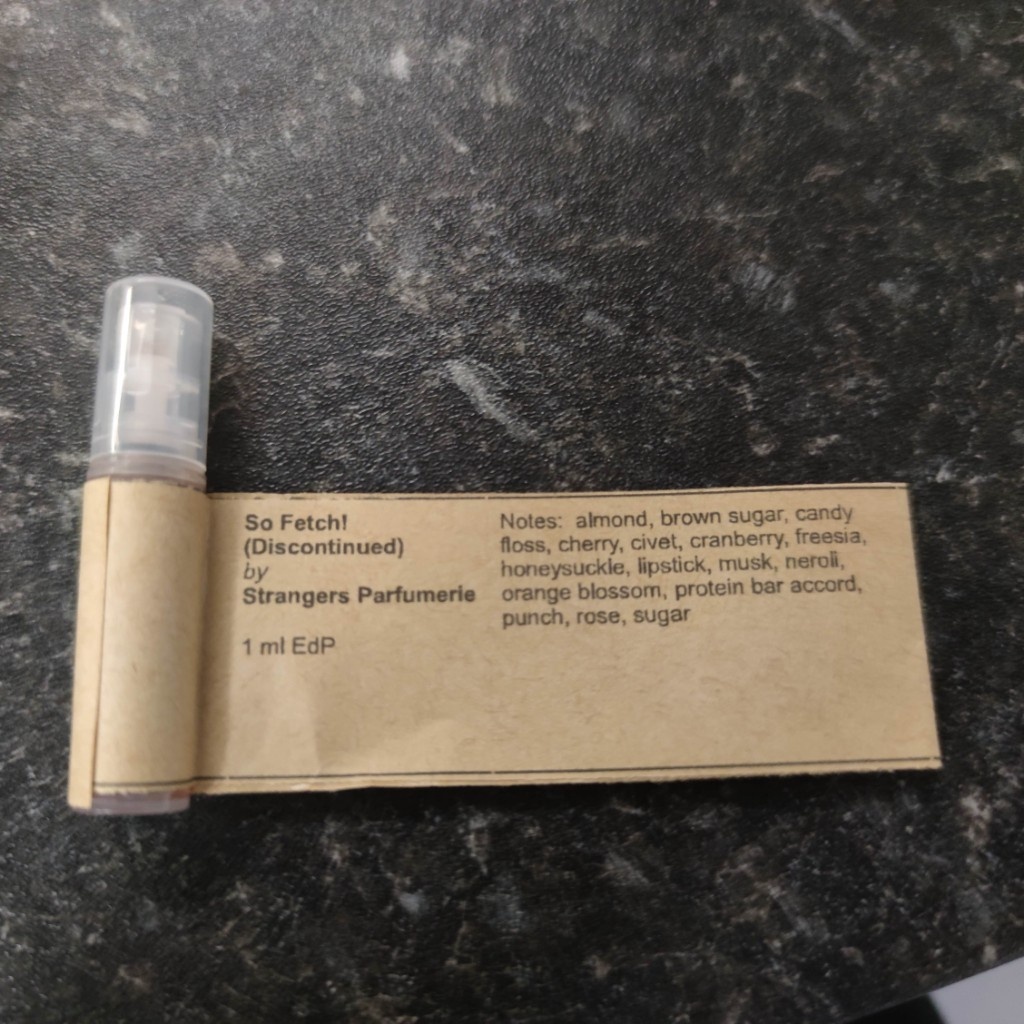 So Fetch!
(Discontinued)
by
Strangers Parfumerie
1 ml EdP
Notes: almond, brown sugar, candy
floss, cherry, civet, cranberry, freesia,
honeysuckle, lipstick, musk, neroli,
orange blossom, protein bar accord,
punch, rose, sugar